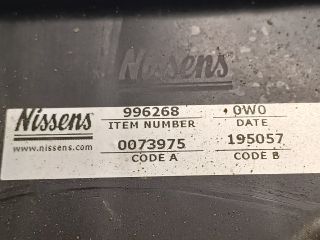 Nissens
Nissens 996268 0W0
ITEM NUMBER DATE
www.nissens.com 0073975 195057
CODE A CODE B